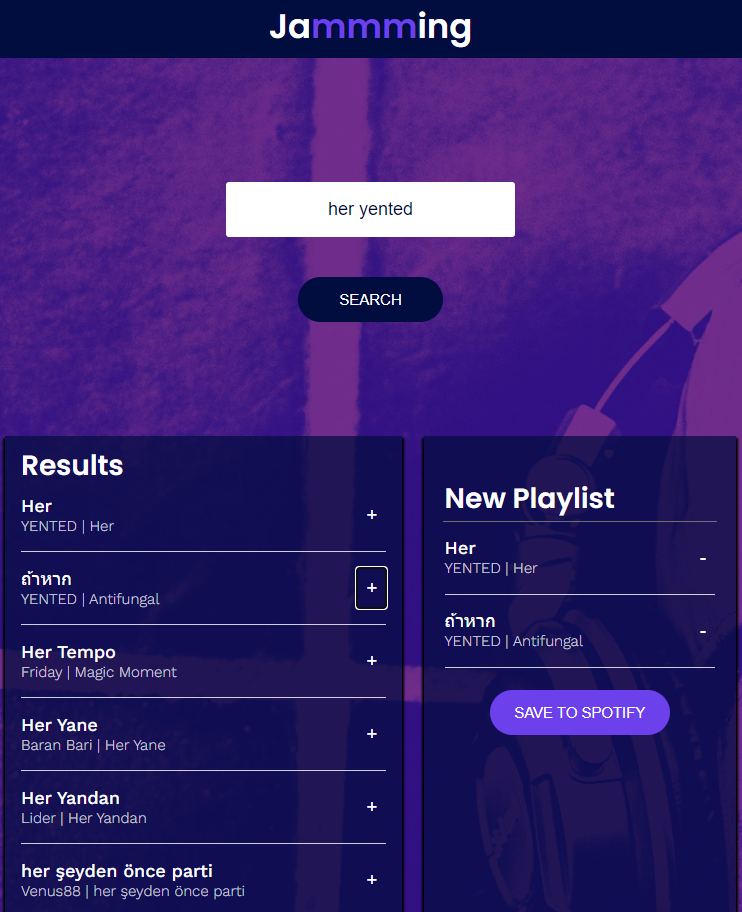 Jammming
her yented
SEARCH
Results
Her
YENTED | Her
+
ถ้าหาก
YENTED | Antifungal
+
Her Tempo
Friday | Magic Moment
+
Her Yane
Baran Bari | Her Yane
+
Her Yandan
Lider | Her Yandan
+
her şeyden önce parti
Venus88 | her şeyden önce parti
+
New Playlist
Her
YENTED | Her
-
ถ้าหาก
YENTED | Antifungal
-
SAVE TO SPOTIFY